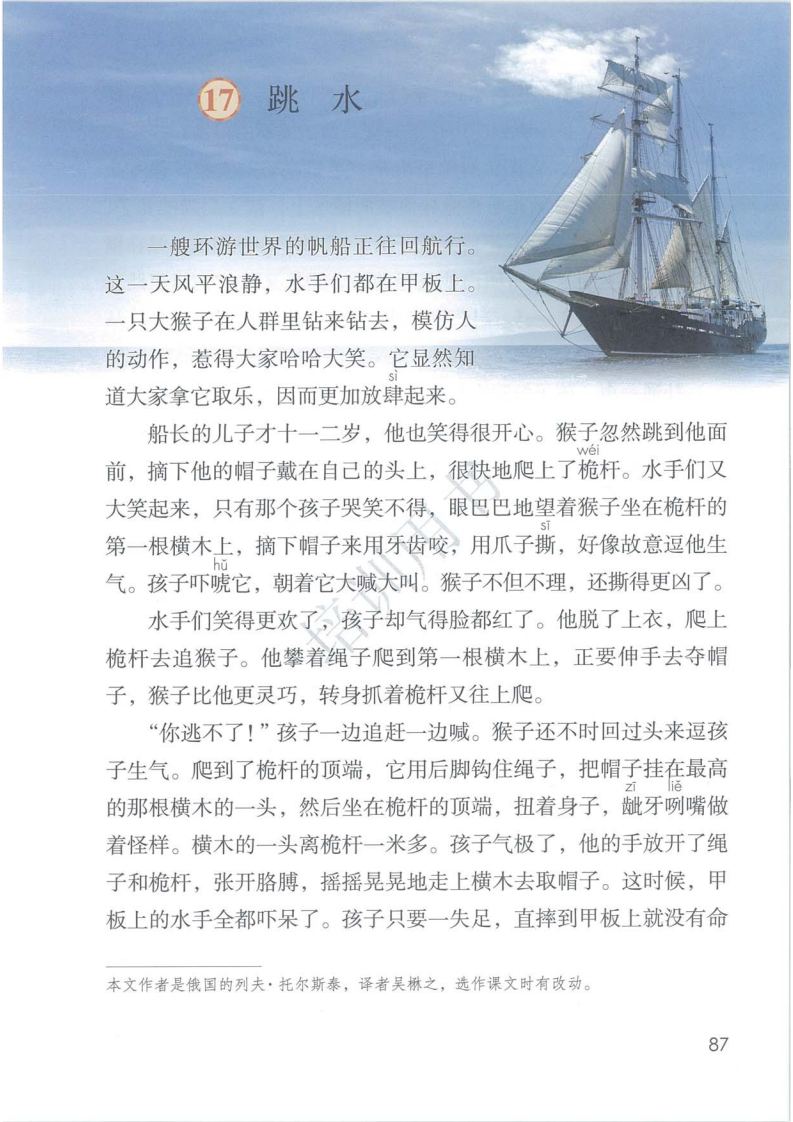 17 跳 水
一艘环游世界的帆船正往回航行。
这一天风平浪静，水手们都在甲板上。
一只大猴子在人群里钻来钻去，模仿人
的动作，惹得大家哈哈大笑。它显然知
sì
道大家拿它取乐，因而更加放肆起来。
船长的儿子才十一二岁，他也笑得很开心。猴子忽然跳到他面
wéi
前，摘下他的帽子戴在自己的头上，很快地爬上了桅杆。水手们又
大笑起来，只有那个孩子哭笑不得，眼巴巴地望着猴子坐在桅杆的
sī
第一根横木上，摘下帽子来用牙齿咬，用爪子撕，好像故意逗他生
hǔ
气。孩子吓唬它，朝着它大喊大叫。猴子不但不理，还撕得更凶了。
水手们笑得更欢了，孩子却气得脸都红了。他脱了上衣，爬上
桅杆去追猴子。他攀着绳子爬到第一根横木上，正要伸手去夺帽
子，猴子比他更灵巧，转身抓着桅杆又往上爬。
“你逃不了！”孩子一边追赶一边喊。猴子还不时回过头来逗孩
子生气。爬到了桅杆的顶端，它用后脚钩住绳子，把帽子挂在最高
zī liě
的那根横木的一头，然后坐在桅杆的顶端，扭着身子，龇牙咧嘴做
着怪样。横木的一头离桅杆一米多。孩子气极了，他的手放开了绳
子和桅杆，张开胳膊，摇摇晃晃地走上横木去取帽子。这时候，甲
板上的水手全都吓呆了。孩子只要一失足，直摔到甲板上就没有命
本文作者是俄国的列夫·托尔斯泰，译者吴楙之，选作课文时有改动。
87
培训用书